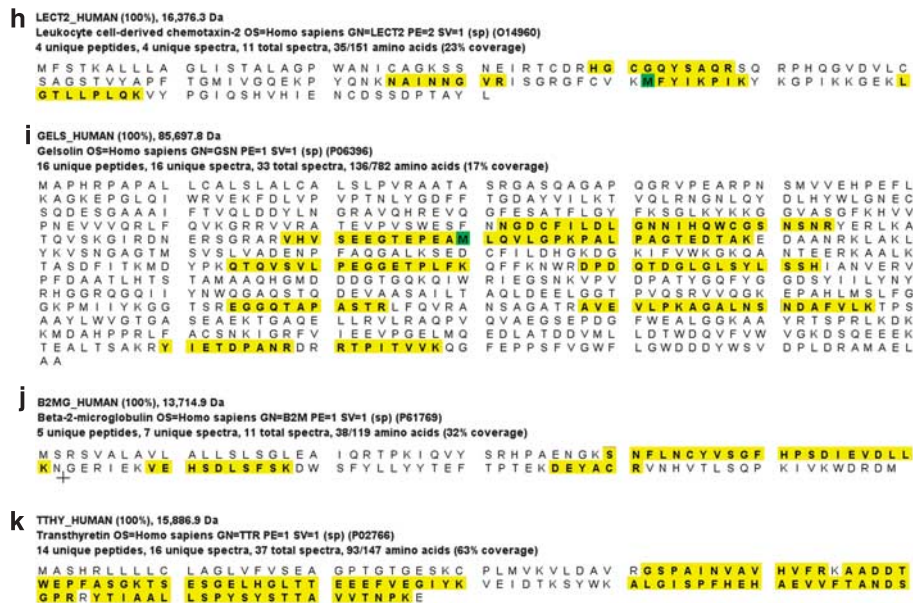 h
LECT2_HUMAN (100%), 16,376.3 Da
Leukocyte cell-derived chemotaxin-2 OS=Homo sapiens GN=LECT2 PE=2 SV=1 (sp) (O14960)
4 unique peptides, 4 unique spectra, 11 total spectra, 35/151 amino acids (23% coverage)
MFSTKALLLA GLISTALAGP WANICAGKSS NEIRTCDRHG CGQYSAQRSQ RPHQGVDVLC
SAGSTVYAPF TGMIVGQEKP YQNKNAINNG VRISGRGFCV KMFYIKPIKY KGPIKKGEKL
GTLLPLQKVY PGIQSHVHIE NCDSSDPTAY L
i
GELS_HUMAN (100%), 85,697.8 Da
Gelsolin OS=Homo sapiens GN=GSN PE=1 SV=1 (sp) (P06396)
16 unique peptides, 16 unique spectra, 33 total spectra, 136/782 amino acids (17% coverage)
MAPHRPAPAL LCALSLALCA LSLPVRAATA SRGASQAGAP QGRVPEARPN SMVVEHPEFL
KAGKEPGLQI WRVEKFDLVP VPTNLYGDFF TGDAYVILKT VQLRNGNLQY DLHYWLGNEC
SQDESGAAAI FTVQLDDYLN GRAVQHREVQ GFESATFLGY FKSGLKYKKG GVASGFKHVV
PNEVVVQRLF QVKGRRVVRA TEVPVSWESF NNGDCFILDL GNNIHQWCGS NSNRYERLKA
TQVSKGIRDN ERSGRARVHV SEEGTEPEAM LQVLGPKPAL PAGTEDTAKE DAANRKLAKL
YKVSNGAGTM SVSLVADENP FAQGALKSED CFILDHGKDG KIFVWKGKQA NTEERKAALK
TASDFITKMD YPKQTQVSVL PEGGETPLFK QFFKNWRDPD QTDGLGLSYL SSHIANVERV
PFDAATLHTS TAMAAQHGMD DDGTGQKQIW RIEGSNKVPV DPATYGQFYG GDSYIILYNY
RHGGRQGQII YNWQGAQSTQ DEVAASAILT AQLDEELGGT PVQSRVVQGK EPAHLMSLFG
GKPMIIYKGG TSREGGQTAP ASTRLFQVRA NSAGATRAVE VLPKAGALNS NDAFVLKTPS
AAYLWVGTGA SEAEKTGAQE LLRVLRAQPV QVAEGSEPDG FWEALGGKAA YRTSPRLKDK
KMDAHPPRLF ACSNKIGRFV IEEVPGELMQ EDLATDDVML LDTWDQVFVW VGKDSQEEEK
TEALTSAKRY IETDPANRDR RTPITVVKQG FEPPSFVGWF LGWDDDYWSV DPLDRAMAEL
AA
j
B2MG_HUMAN (100%), 13,714.9 Da
Beta-2-microglobulin OS=Homo sapiens GN=B2M PE=1 SV=1 (sp) (P61769)
5 unique peptides, 7 unique spectra, 11 total spectra, 38/119 amino acids (32% coverage)
MSRSVALAVL ALLSLSGLEA IQRTPKIQVY SRHPAENGKS NFLNCYVSGF HPSDIEVDLL
KNGERIEKVE HSDLSFSKDW SFYLLYYTEF TPTEKDEYAC RVNHVTLSQP KIVKWDRDM
k
TTHY_HUMAN (100%), 15,886.9 Da
Transthyretin OS=Homo sapiens GN=TTR PE=1 SV=1 (sp) (P02766)
14 unique peptides, 16 unique spectra, 37 total spectra, 93/147 amino acids (63% coverage)
MASHRLLLLC LAGLVFVSEA GPTGTGESKC PLMVKVLDAV RGSPAINVAV HVFRKAADDT
WEPFASGKTS ESGELHGLTT EEEFVEGIYK VEIDTKSYWK ALGISPFHEH AEVVFTANDS
GPRRYTIAAL LSPYSYSTTA VVTNPKE